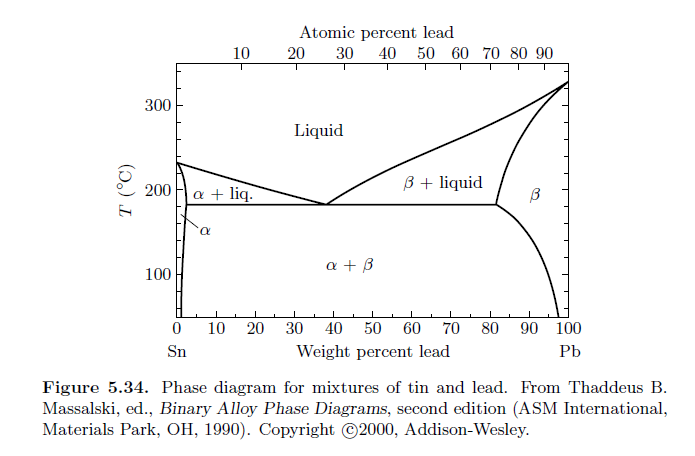 Atomic percent lead
10 20 30 40 50 60 70 80 90
300
Liquid
T (°C)
200
α + liq.
β + liquid
β
α
100
α + β
0 10 20 30 40 50 60 70 80 90 100
Sn Weight percent lead Pb
Figure 5.34. Phase diagram for mixtures of tin and lead. From Thaddeus B.
Massalski, ed., Binary Alloy Phase Diagrams, second edition (ASM International,
Materials Park, OH, 1990). Copyright ©2000, Addison-Wesley.